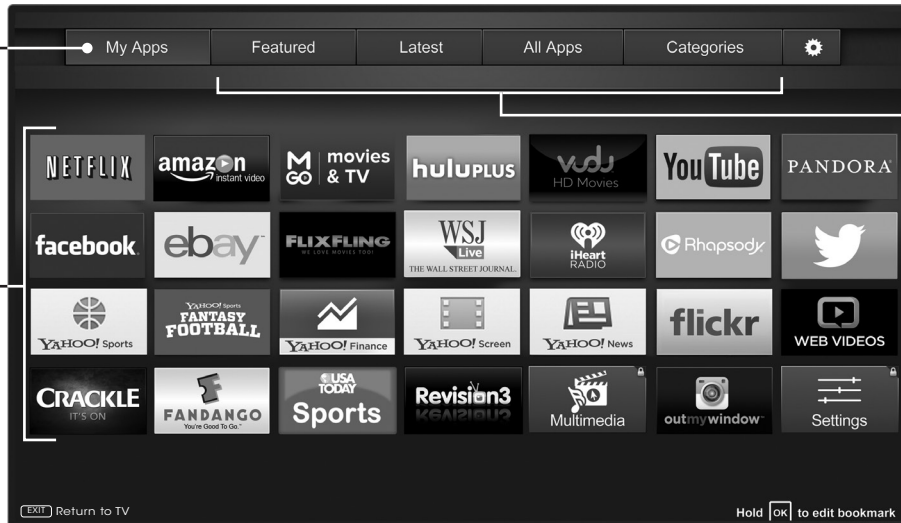 My Apps Featured Latest All Apps Categories
NETFLIX
amazon
instant video
M GO movies & TV
huluPLUS
vudu
HD Movies
YouTube
PANDORA
facebook
ebay
FLIXFLING
WE LOVE MOVIES TOO!
WSJ
Live
THE WALL STREET JOURNAL.
iHeart
RADIO
Rhapsody
YAHOO! Sports
YAHOO! Sports
FANTASY
FOOTBALL
YAHOO! Finance
YAHOO! Screen
YAHOO! News
flickr
WEB VIDEOS
CRACKLE
IT'S ON
FANDANGO
You're Good To Go.™
USA
TODAY
Sports
Revision3
Multimedia
outmywindow™
Settings
EXIT Return to TV
Hold OK to edit bookmark